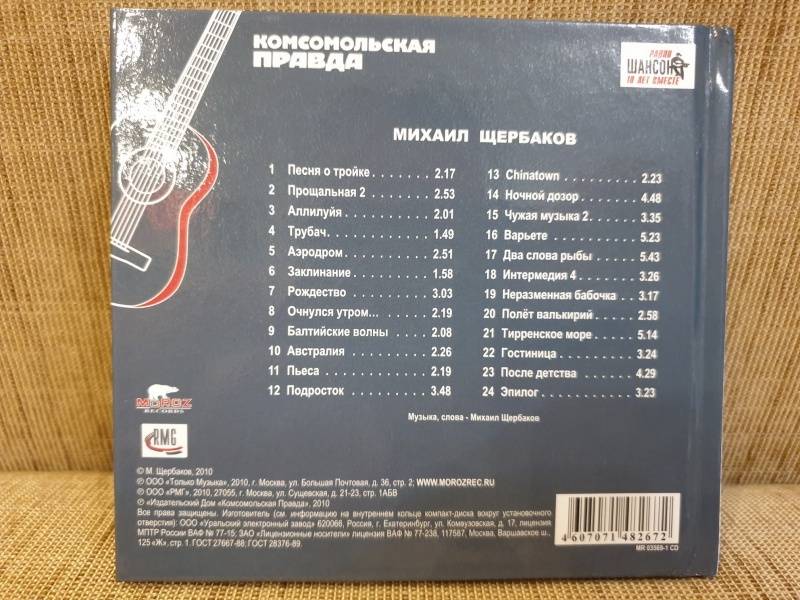 КОМСОМОЛЬСКАЯ
ПРАВДА
РАДИО
ШАНСОН
10 ЛЕТ ВМЕСТЕ
МИХАИЛ ЩЕРБАКОВ
1 Песня о тройке . . . . . . . 2.17
2 Прощальная 2 . . . . . . . 2.53
3 Аллилуйя . . . . . . . . . . . 2.01
4 Трубач. . . . . . . . . . . . . . 1.49
5 Аэродром. . . . . . . . . . . . 2.51
6 Заклинание . . . . . . . . . . 1.58
7 Рождество . . . . . . . . . . 3.03
8 Очнулся утром... . . . . . . 2.19
9 Балтийские волны . . . . 2.08
10 Австралия . . . . . . . . . . . 2.26
11 Пьеса . . . . . . . . . . . . . . 2.19
12 Подросток . . . . . . . . . . . 3.48
13 Chinatown . . . . . . . . . . . 2.23
14 Ночной дозор. . . . . . . . . 4.48
15 Чужая музыка 2. . . . . . . 3.35
16 Варьете . . . . . . . . . . . . 5.23
17 Два слова рыбы . . . . . . 5.43
18 Интермедия 4 . . . . . . . . 3.26
19 Неразменная бабочка . . . 3.17
20 Полёт валькирий . . . . . 2.58
21 Тирренское море . . . . . . 5.14
22 Гостиница . . . . . . . . . . . 3.24
23 После детства . . . . . . . . 4.29
24 Эпилог . . . . . . . . . . . . . 3.23
Музыка, слова - Михаил Щербаков
MOROZ
RECORDS
RMG
© М. Щербаков, 2010
℗ ООО «Только Музыка», 2010, г. Москва, ул. Большая Почтовая, д. 36, стр. 2; WWW.MOROZREC.RU
℗ ООО «РМГ», 2010, 27055, г. Москва, ул. Сущевская, д. 21-23, стр. 1АБВ
℗ «Издательский Дом «Комсомольская Правда», 2010
Все права защищены. Изготовитель (см. информацию на внутреннем кольце компакт-диска вокруг установочного
отверстия): ООО «Уральский электронный завод» 620066, Россия, г. Екатеринбург, ул. Комвузовская, д. 17, лицензия
МПТР России ВАФ № 77-15; ЗАО «Лицензионные носители» лицензия ВАФ № 77-238, 117587, Москва, Варшавское ш.,
125 «Ж», стр. 1. ГОСТ 27667-88; ГОСТ 28376-89.
4 607071 482672
MR 03569-1 CD